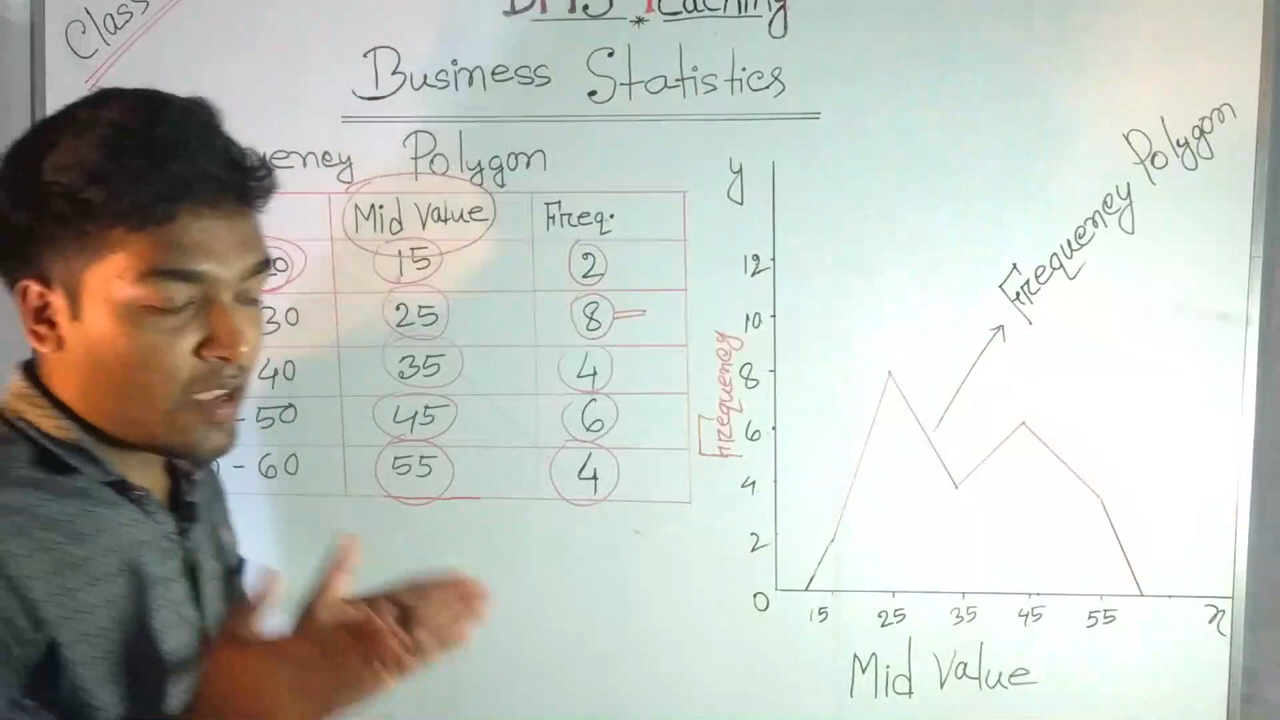 Class
Teaching
Business Statistics
Polygon
Mid Value Freq.
15 2
30 25 8
40 35 4
50 45 6
- 60 55 4
y
12
10
8
6
4
2
0
Frequency
Frequency Polygon
15 25 35 45 55 x
Mid Value